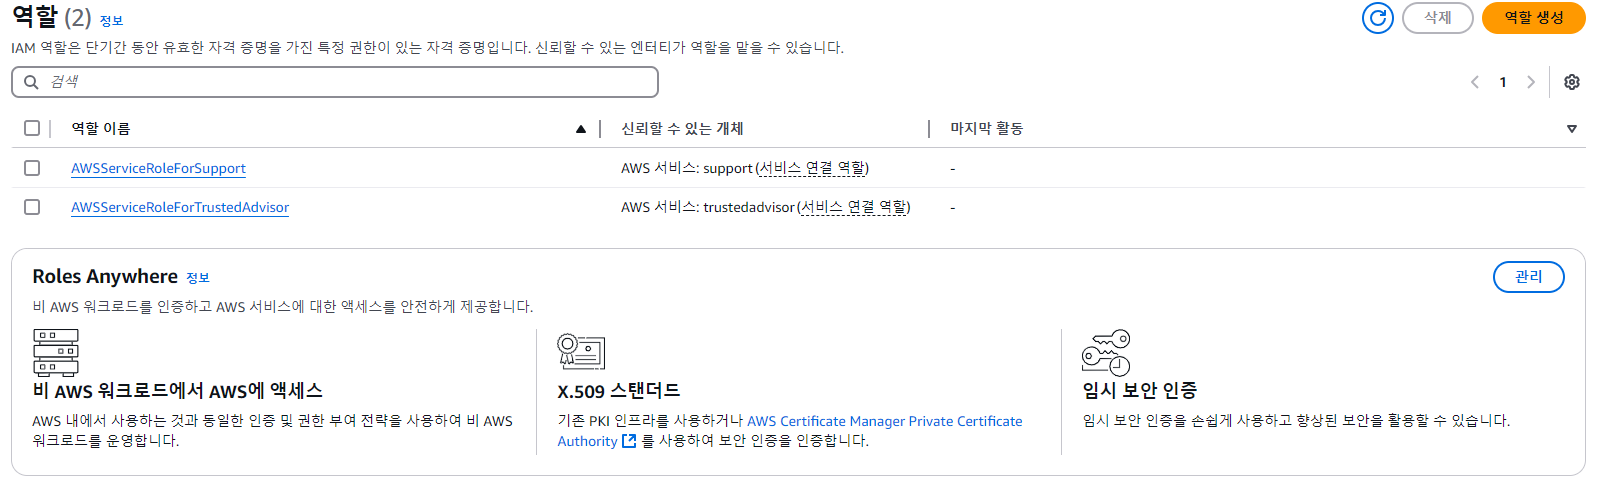 역할 (2) 정보
삭제
역할 생성
IAM 역할은 단기간 동안 유효한 자격 증명을 가진 특정 권한이 있는 자격 증명입니다. 신뢰할 수 있는 엔터티가 역할을 맡을 수 있습니다.
검색
1
역할 이름
신뢰할 수 있는 개체
마지막 활동
AWSServiceRoleForSupport
AWS 서비스: support (서비스 연결 역할)
-
AWSServiceRoleForTrustedAdvisor
AWS 서비스: trustedadvisor (서비스 연결 역할)
-
Roles Anywhere 정보
관리
비 AWS 워크로드를 인증하고 AWS 서비스에 대한 액세스를 안전하게 제공합니다.
비 AWS 워크로드에서 AWS에 액세스
AWS 내에서 사용하는 것과 동일한 인증 및 권한 부여 전략을 사용하여 비 AWS
워크로드를 운영합니다.
X.509 스탠더드
기존 PKI 인프라를 사용하거나 AWS Certificate Manager Private Certificate
Authority 를 사용하여 보안 인증을 인증합니다.
임시 보안 인증
임시 보안 인증을 손쉽게 사용하고 향상된 보안을 활용할 수 있습니다.